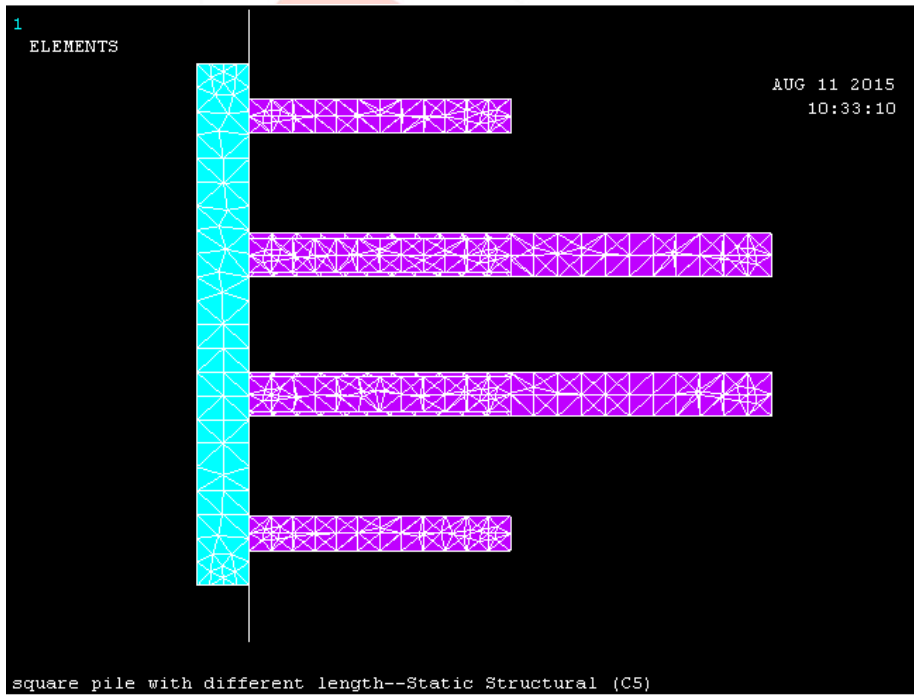 1
ELEMENTS
AUG 11 2015
10:33:10
square pile with different length--Static Structural (C5)